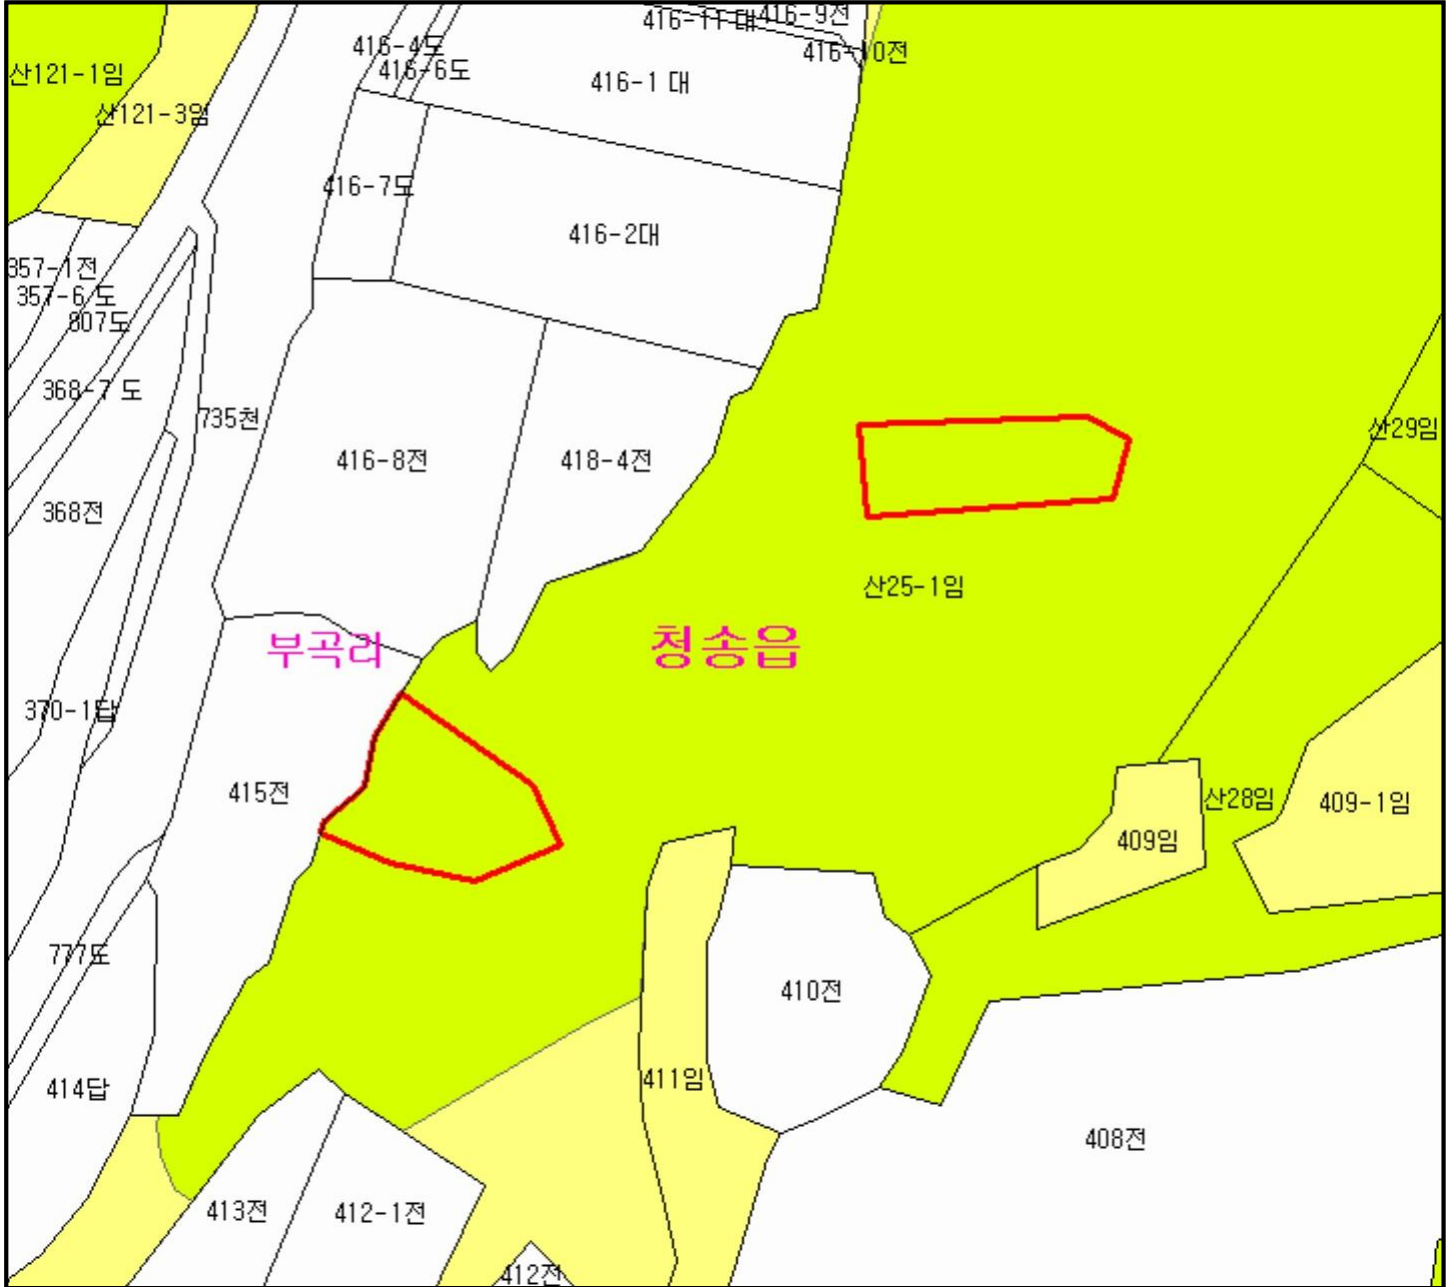 416-11 대
416-9전
416-4도
416-10전
416-6도
산121-1임
416-1 대
산121-3임
416-7도
416-2대
357-1전
357-6 도
807도
368-7 도
735천
산29임
416-8전
418-4전
368전
산25-1임
부곡리
청송읍
370-1답
415전
산28임
409-1임
409임
777도
410전
411임
414답
408전
413전
412-1전
412전